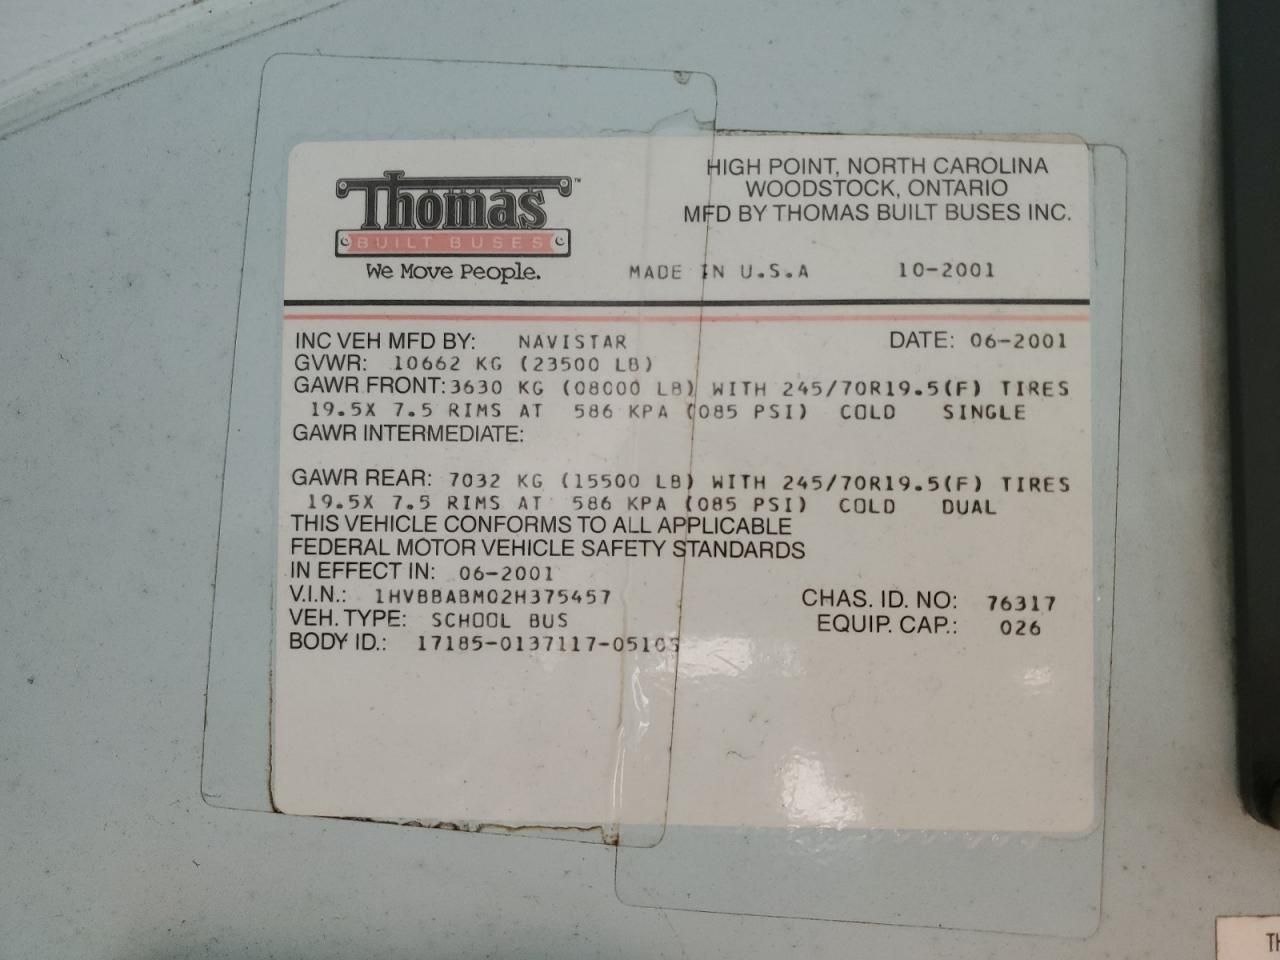 Thomas™
BUILT BUSES
We Move People.
HIGH POINT, NORTH CAROLINA
WOODSTOCK, ONTARIO
MFD BY THOMAS BUILT BUSES INC.
MADE IN U.S.A 10-2001
INC VEH MFD BY: NAVISTAR DATE: 06-2001
GVWR: 10662 KG (23500 LB)
GAWR FRONT: 3630 KG (08000 LB) WITH 245/70R19.5(F) TIRES
19.5X 7.5 RIMS AT 586 KPA (085 PSI) COLD SINGLE
GAWR INTERMEDIATE:
GAWR REAR: 7032 KG (15500 LB) WITH 245/70R19.5(F) TIRES
19.5X 7.5 RIMS AT 586 KPA (085 PSI) COLD DUAL
THIS VEHICLE CONFORMS TO ALL APPLICABLE
FEDERAL MOTOR VEHICLE SAFETY STANDARDS
IN EFFECT IN: 06-2001
V.I.N.: 1HVBBABM02H375457 CHAS. ID. NO: 76317
VEH. TYPE: SCHOOL BUS EQUIP. CAP.: 026
BODY ID.: